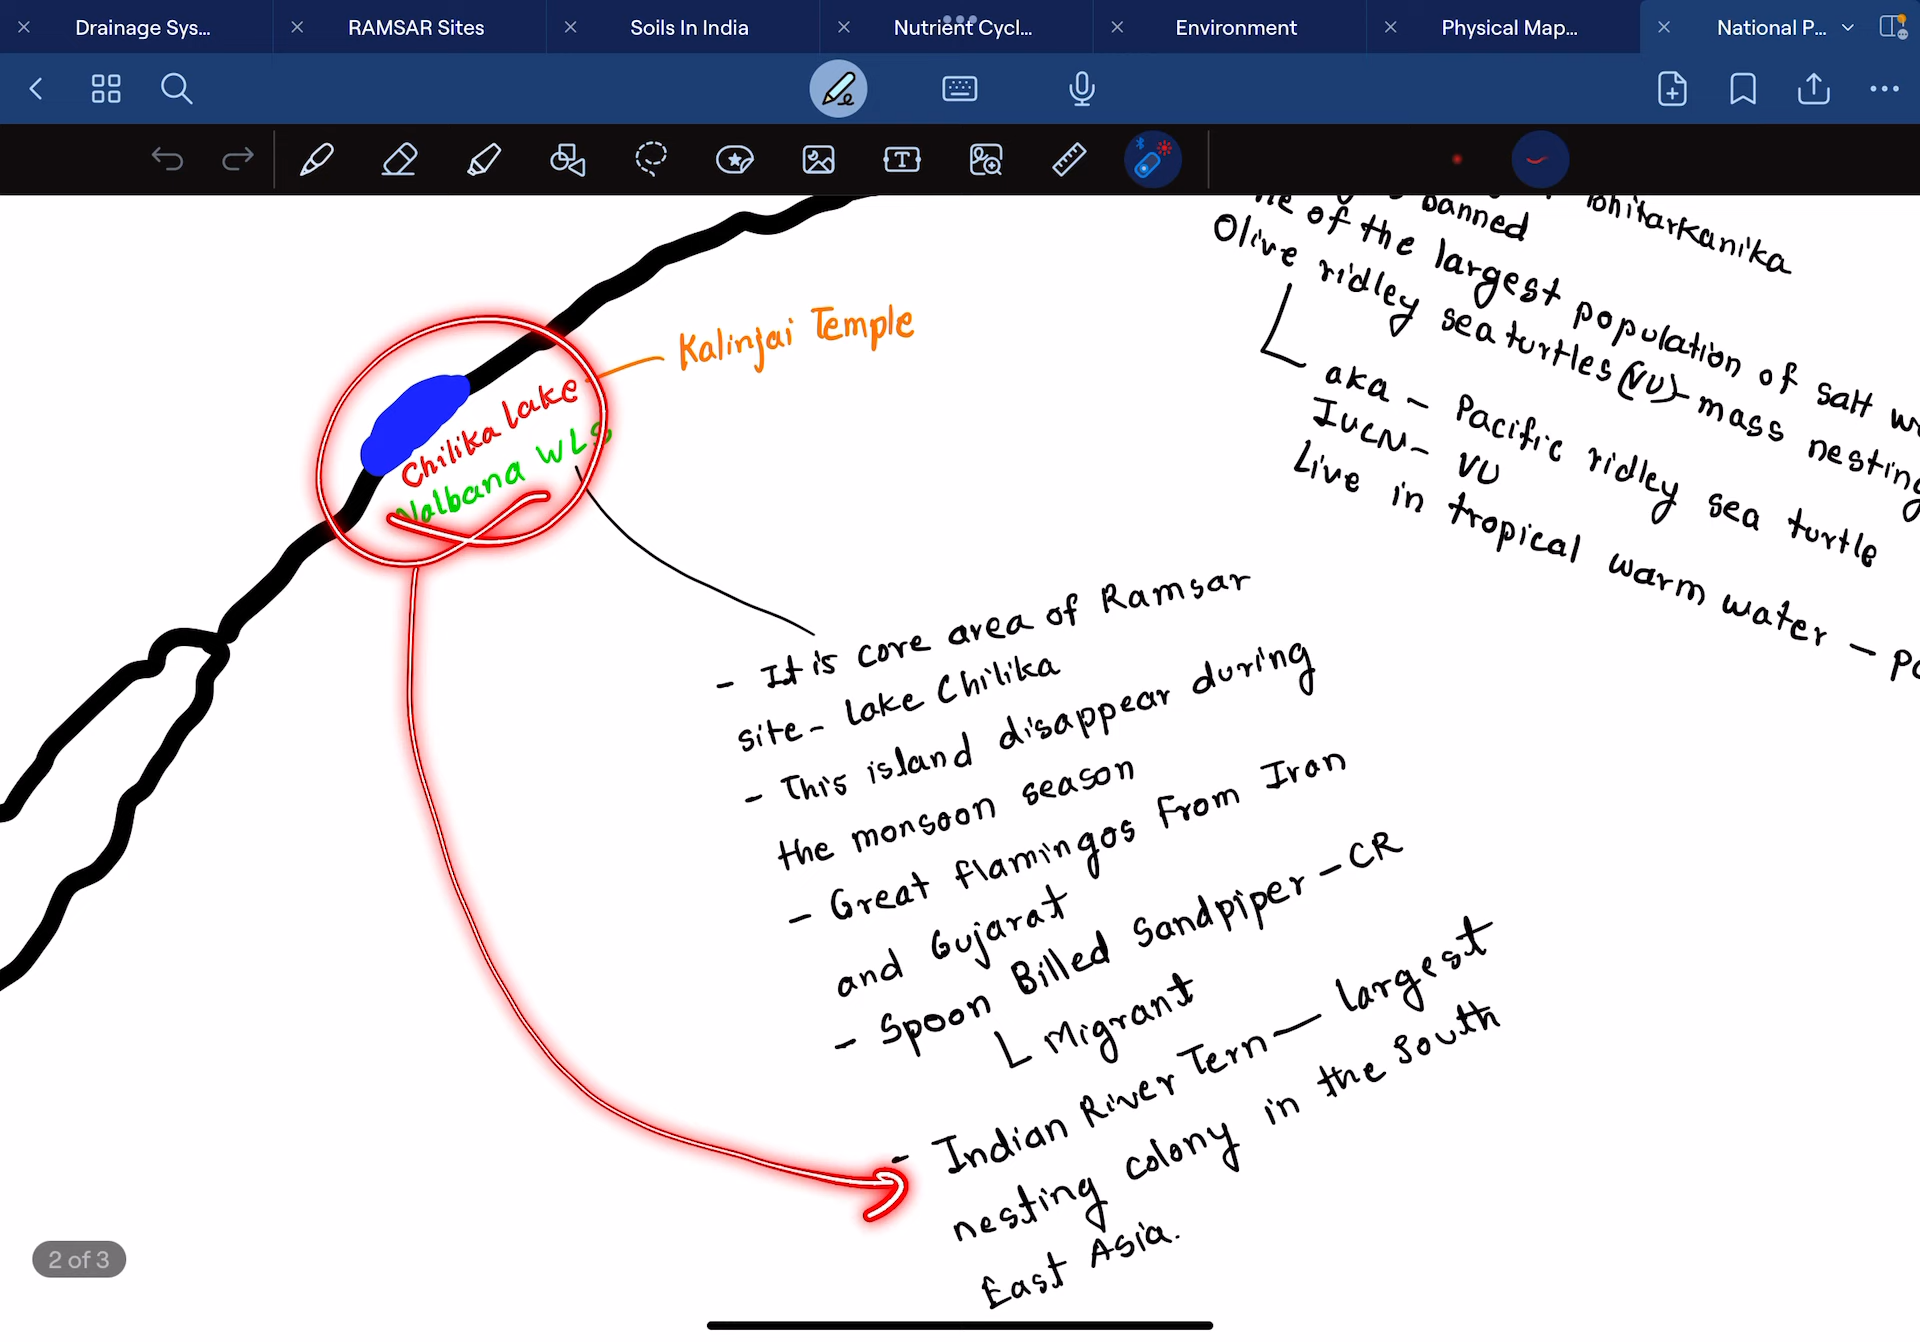 Drainage Sys...
RAMSAR Sites
Soils In India
Nutrient Cycl...
Environment
Physical Map...
National P...
T
Kalinjai Temple
Chilika lake
Nalbana WLS
- It is core area of Ramsar
site - Lake Chilika
- This island disappear during
the monsoon season
- Great flamingos From Iran
and Gujarat
- Spoon Billed Sandpiper - CR
Migrant
- Indian River Tern — largest
nesting colony in the South
East Asia.
banned
of the largest population of salt
Olive ridley sea turtles (VU) - mass nesting
aka - Pacific ridley sea turtle
IUCN - VU
Live in tropical warm water -
2 of 3